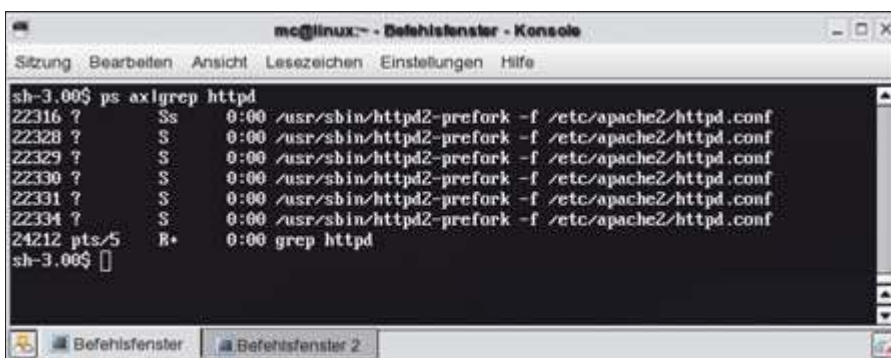 mc@linux:~ - Befehlsfenster - Konsole
Sitzung Bearbeiten Ansicht Lesezeichen Einstellungen Hilfe
sh-3.00$ ps ax|grep httpd
22316 ? Ss 0:00 /usr/sbin/httpd2-prefork -f /etc/apache2/httpd.conf
22328 ? S 0:00 /usr/sbin/httpd2-prefork -f /etc/apache2/httpd.conf
22329 ? S 0:00 /usr/sbin/httpd2-prefork -f /etc/apache2/httpd.conf
22330 ? S 0:00 /usr/sbin/httpd2-prefork -f /etc/apache2/httpd.conf
22331 ? S 0:00 /usr/sbin/httpd2-prefork -f /etc/apache2/httpd.conf
22334 ? S 0:00 /usr/sbin/httpd2-prefork -f /etc/apache2/httpd.conf
24212 pts/5 R+ 0:00 grep httpd
sh-3.00$
Befehlsfenster Befehlsfenster 2